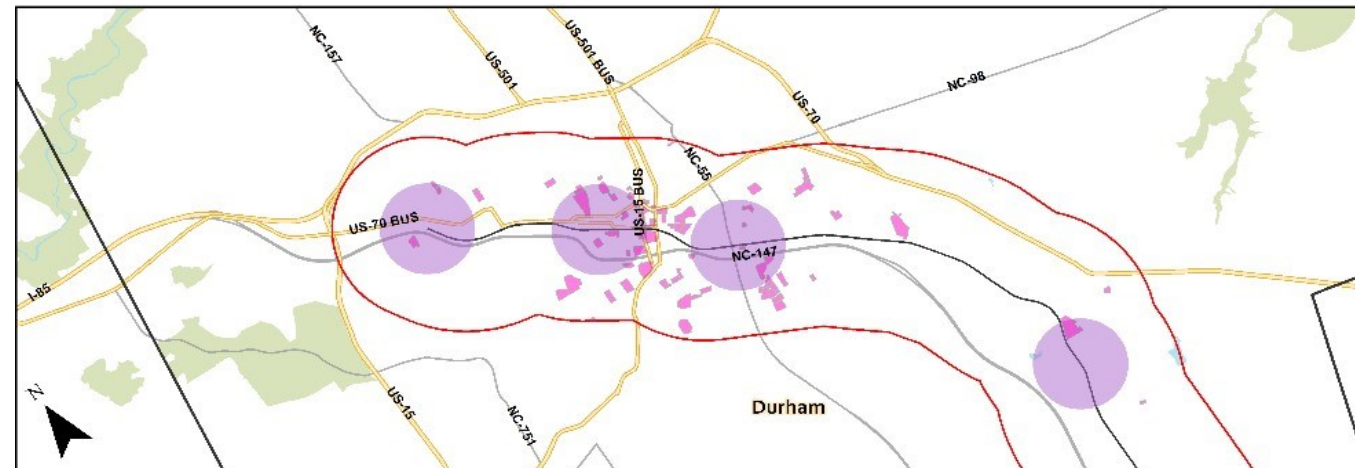 NC-157
US-501
US-501 BUS
NC-98
US-70
NC-55
US-15 BUS
US-70 BUS
NC-147
I-85
US-15
NC-751
Durham
N